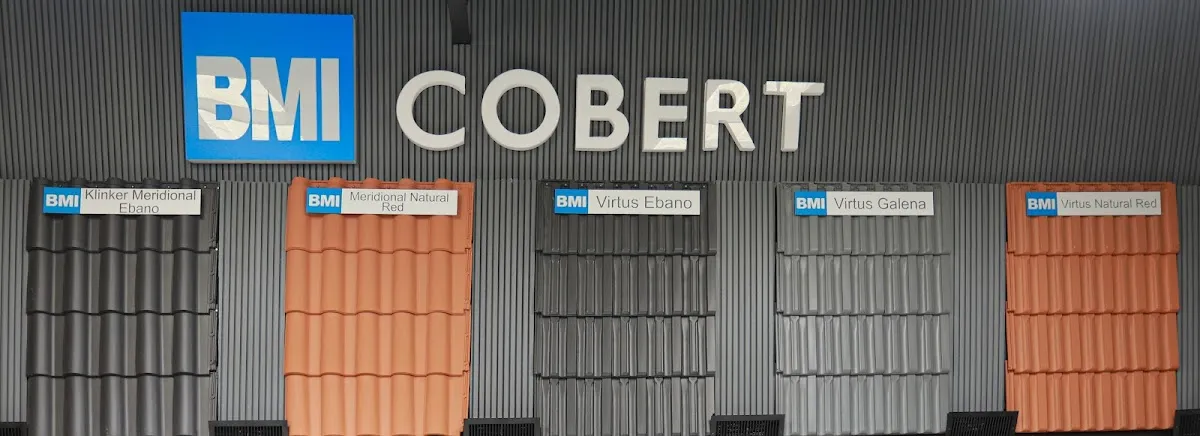 BMI COBERT
BMI Klinker Meridional
Ebano
BMI Meridional Natural
Red
BMI Virtus Ebano
BMI Virtus Galena
BMI Virtus Natural Red